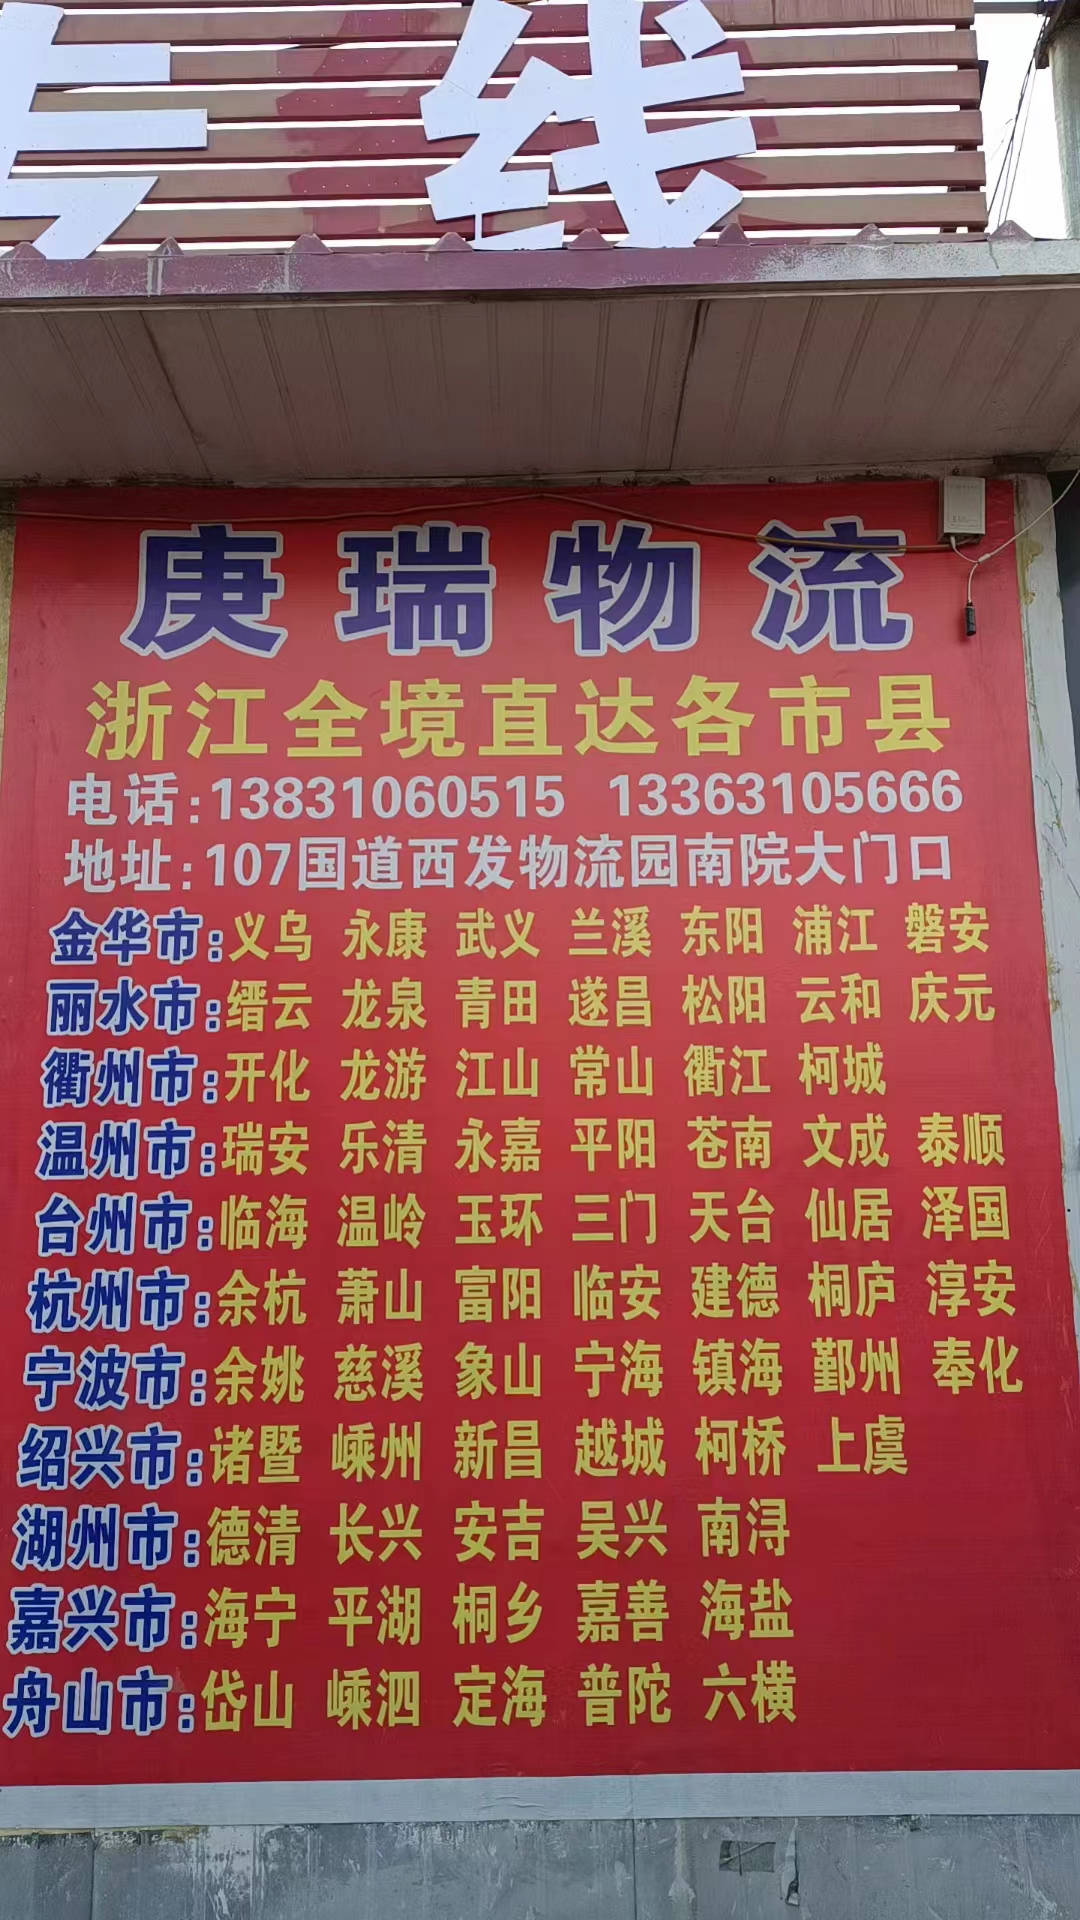 专线
庚瑞物流
浙江全境直达各市县
电话:13831060515 13363105666
地址:107国道西发物流园南院大门口
金华市:义乌 永康 武义 兰溪 东阳 浦江 磐安
丽水市:缙云 龙泉 青田 遂昌 松阳 云和 庆元
衢州市:开化 龙游 江山 常山 衢江 柯城
温州市:瑞安 乐清 永嘉 平阳 苍南 文成 泰顺
台州市:临海 温岭 玉环 三门 天台 仙居 泽国
杭州市:余杭 萧山 富阳 临安 建德 桐庐 淳安
宁波市:余姚 慈溪 象山 宁海 镇海 鄞州 奉化
绍兴市:诸暨 嵊州 新昌 越城 柯桥 上虞
湖州市:德清 长兴 安吉 吴兴 南浔
嘉兴市:海宁 平湖 桐乡 嘉善 海盐
舟山市:岱山 嵊泗 定海 普陀 六横